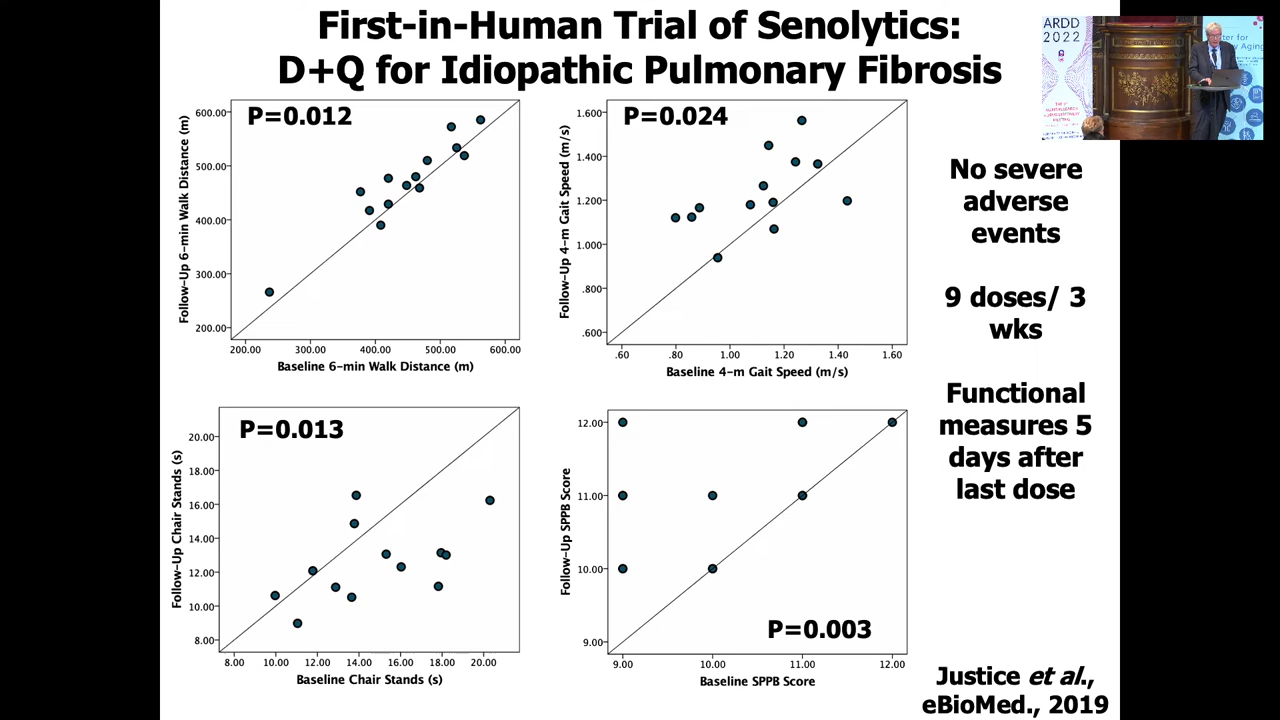 First-in-Human Trial of Senolytics:
D+Q for Idiopathic Pulmonary Fibrosis
ARDD
2022
P=0.012
Follow-Up 6-min Walk Distance (m)
600.00
500.00
400.00
300.00
200.00
200.00 300.00 400.00 500.00 600.00
Baseline 6-min Walk Distance (m)
P=0.024
Follow-Up 4-m Gait Speed (m/s)
1.600
1.400
1.200
1.000
.800
.600
.60 .80 1.00 1.20 1.40 1.60
Baseline 4-m Gait Speed (m/s)
No severe
adverse
events
9 doses/ 3
wks
Functional
measures 5
days after
last dose
P=0.013
Follow-Up Chair Stands (s)
20.00
18.00
16.00
14.00
12.00
10.00
8.00
8.00 10.00 12.00 14.00 16.00 18.00 20.00
Baseline Chair Stands (s)
Follow-Up SPPB Score
12.00
11.00
10.00
9.00
P=0.003
9.00 10.00 11.00 12.00
Baseline SPPB Score
Justice et al.,
eBioMed., 2019